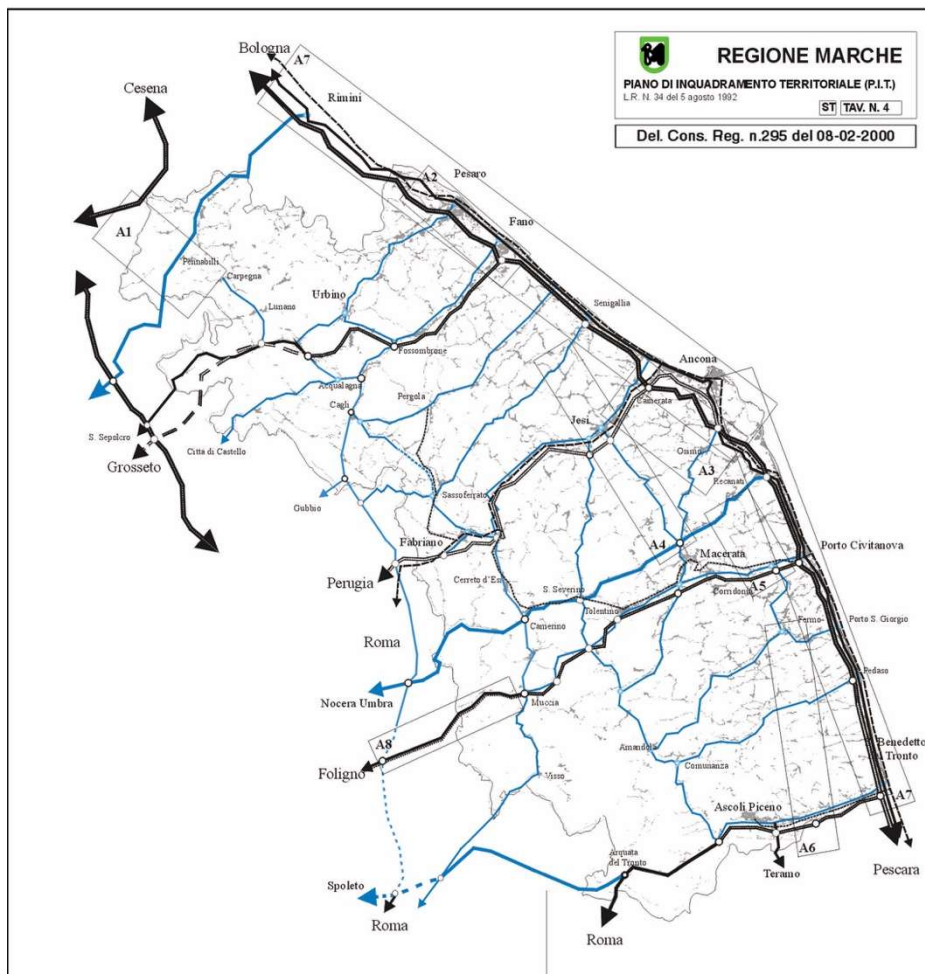 REGIONE MARCHE
PIANO DI INQUADRAMENTO TERRITORIALE (P.I.T.)
L.R. N. 34 del 5 agosto 1992
ST TAV. N. 4
Del. Cons. Reg. n.295 del 08-02-2000
Bologna
A7
Cesena
Rimini
A2
Pesaro
Fano
A1
Pennabilli
Carpegna
Lunano
Urbino
Senigallia
Fossombrone
Ancona
Acqualagna
Camerata
Pergola
Cagli
Jesi
S. Sepolcro
Osimo
Città di Castello
Grosseto
A3
Recanati
Gubbio
Sassoferrato
Fabriano
A4
Macerata
Porto Civitanova
Perugia
Cerreto d'Esi
S. Severino
A5
Corridonia
Tolentino
Roma
Camerino
Fermo
Porto S. Giorgio
Nocera Umbra
Muccia
Pedaso
A8
Amandola
Benedetto
el Tronto
Foligno
Comunanza
Visso
A7
Ascoli Piceno
A6
Arquata
del Tronto
Teramo
Pescara
Spoleto
Roma
Roma